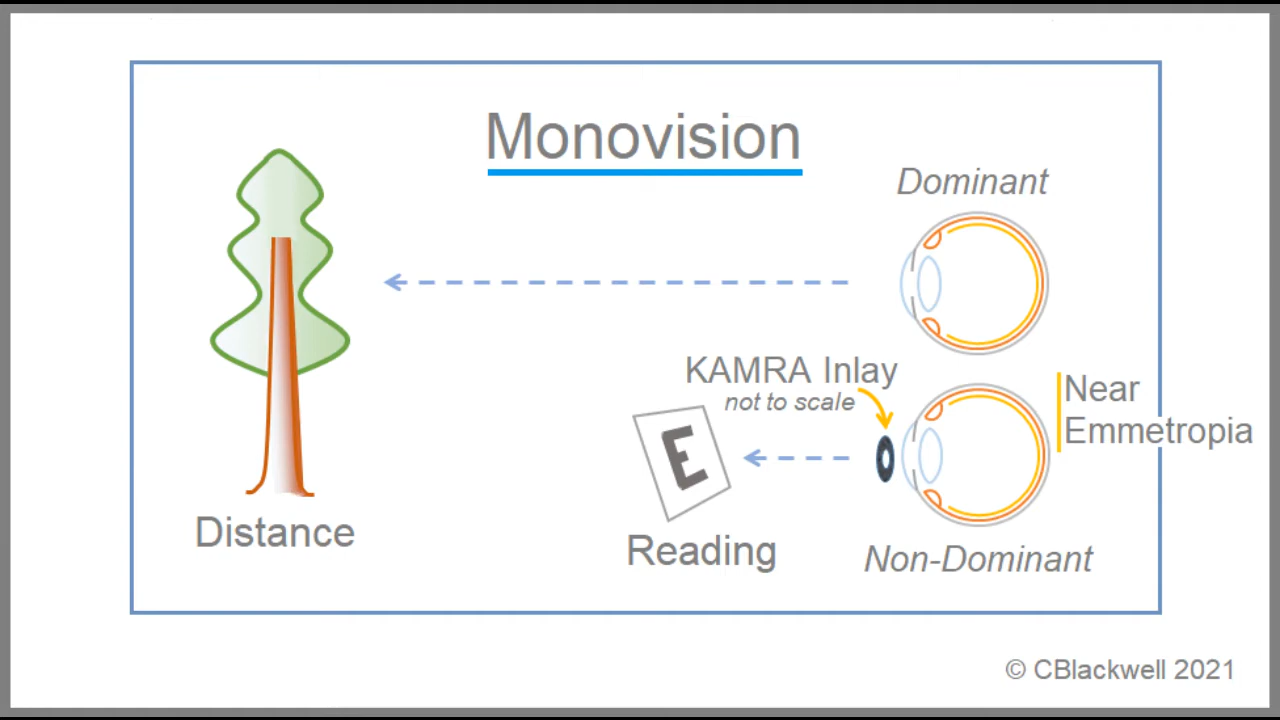 Monovision
Dominant
KAMRA Inlay
not to scale
Near
Emmetropia
E
Distance
Reading
Non-Dominant
© CBlackwell 2021